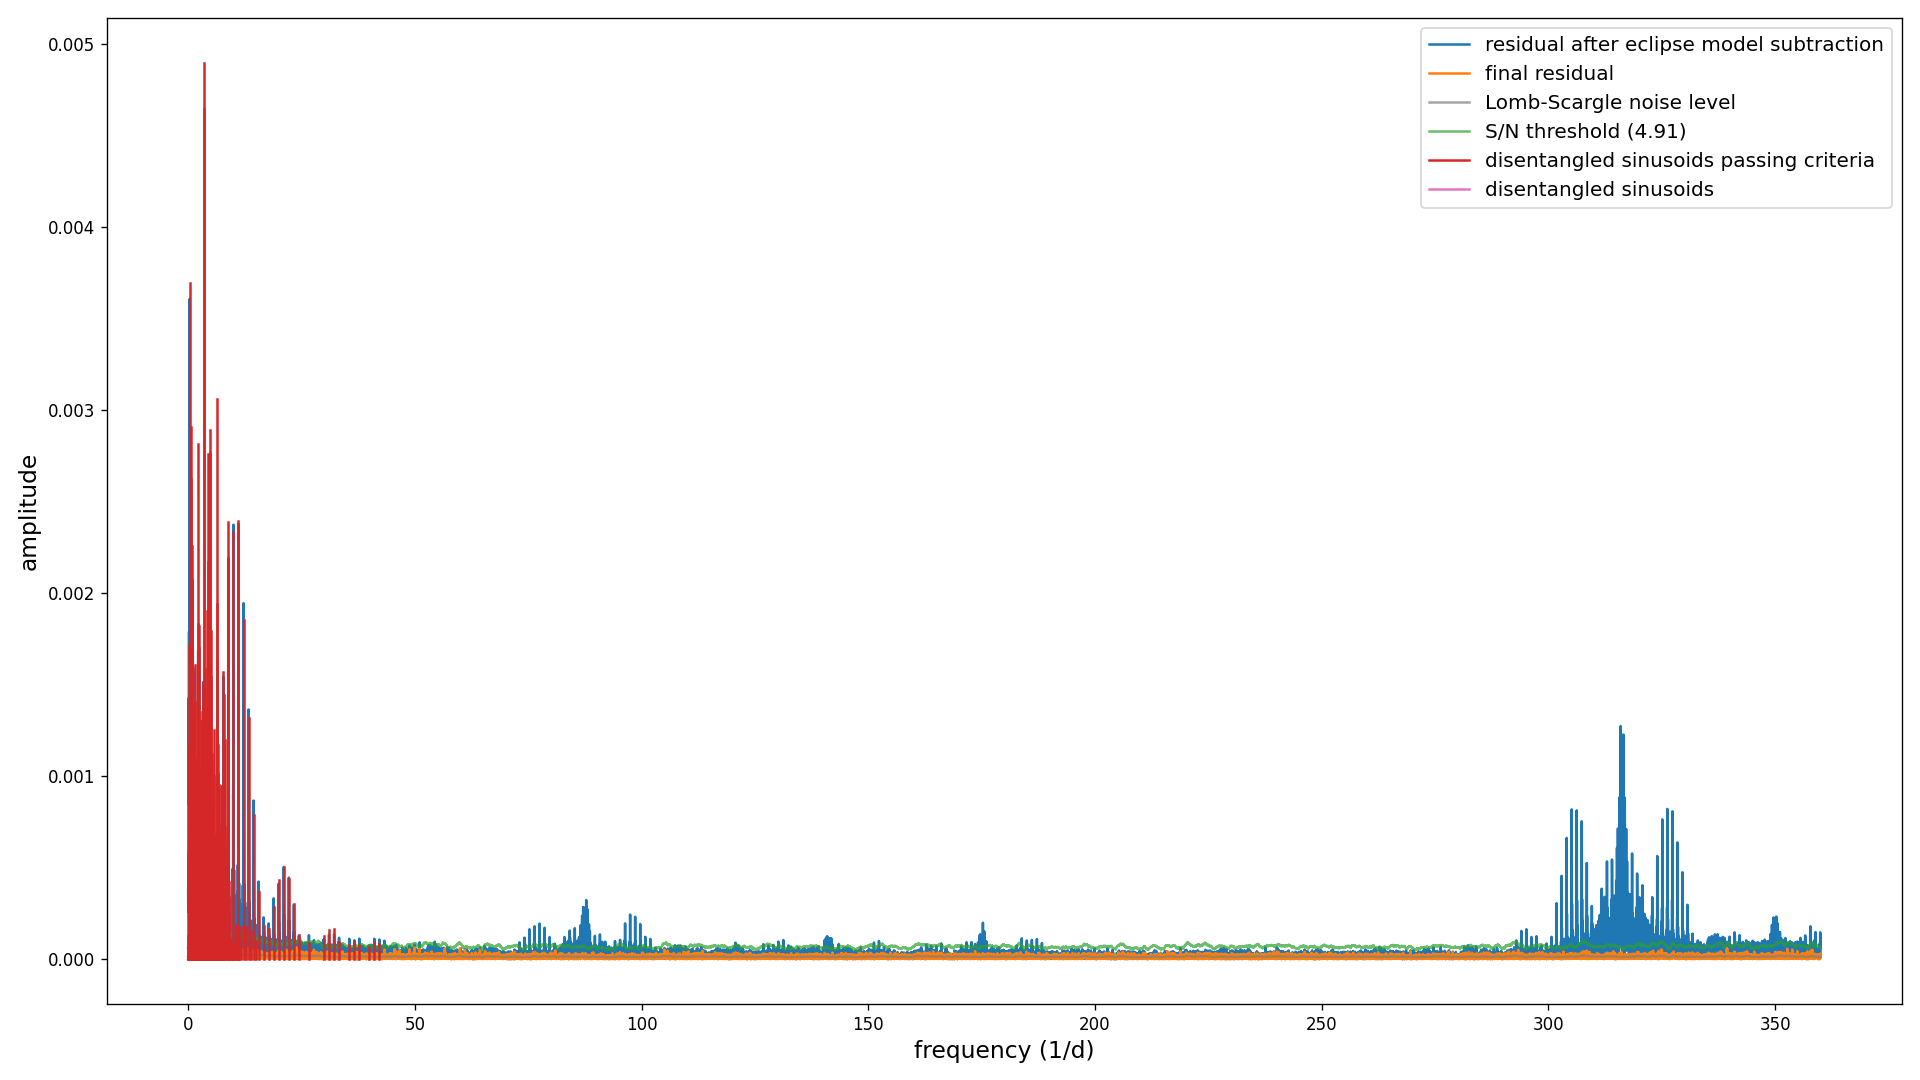 residual after eclipse model subtraction
final residual
Lomb-Scargle noise level
S/N threshold (4.91)
disentangled sinusoids passing criteria
disentangled sinusoids
0.005
0.004
0.003
0.002
0.001
0.000
amplitude
0 50 100 150 200 250 300 350
frequency (1/d)